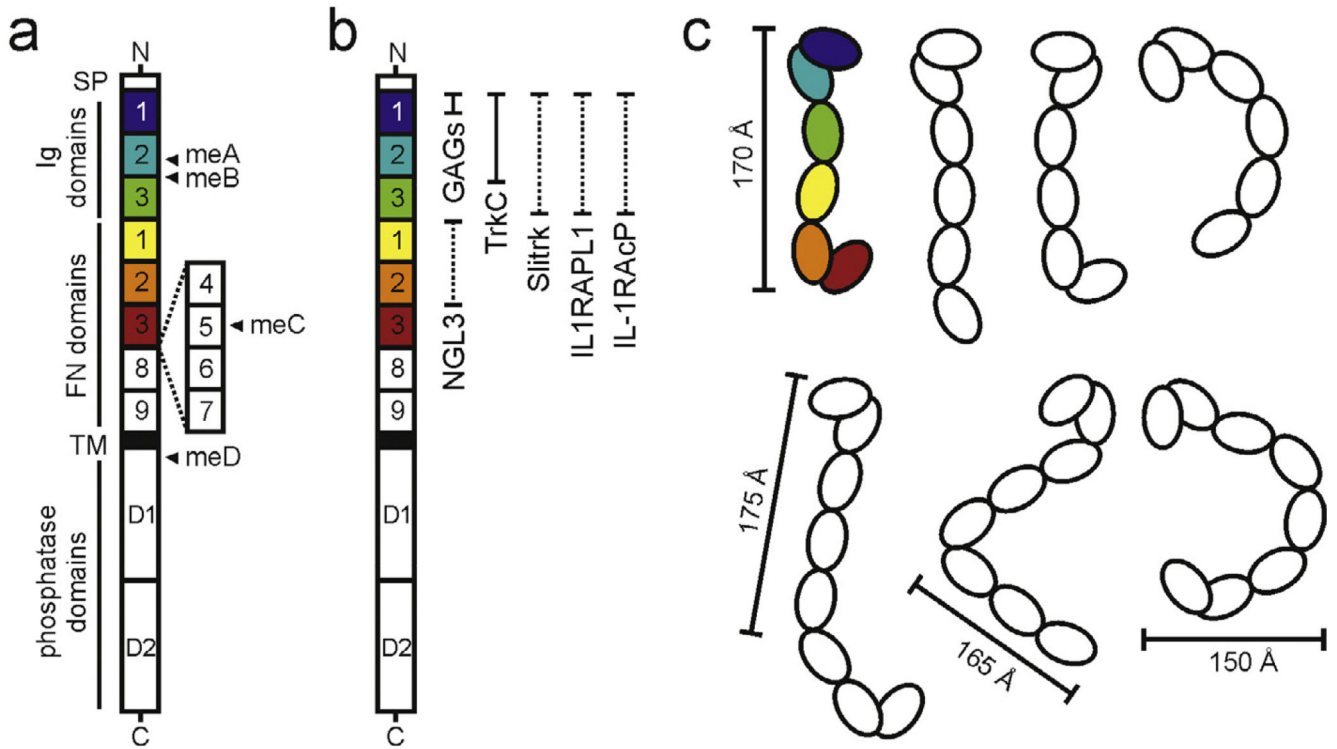 a
N
SP
1
2
3
Ig
domains
meA
meB
1
2
3
8
9
FN domains
4
5
6
7
meC
TM
meD
D1
D2
phosphatase
domains
C
b
N
1
2
3
1
2
3
8
9
D1
D2
C
GAGs
NGL3
TrkC
Slitrk
IL1RAPL1
IL-1RAcP
c
170 Å
175 Å
165 Å
150 Å